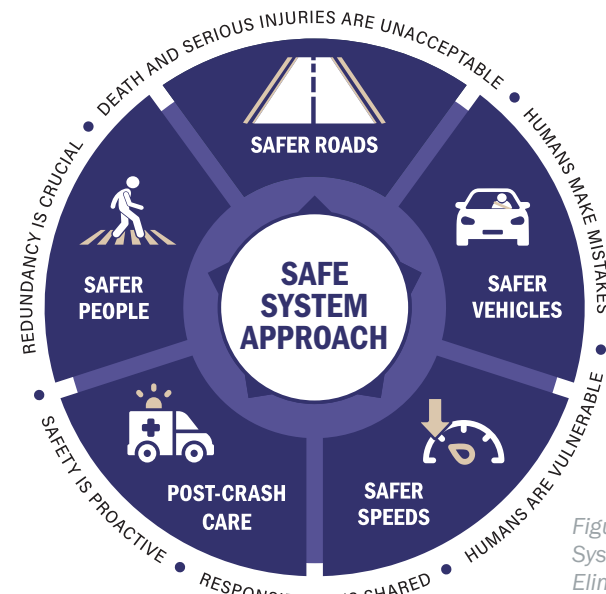 DEATH AND SERIOUS INJURIES ARE UNACCEPTABLE
HUMANS MAKE MISTAKES
HUMANS ARE VULNERABLE
SHARED
SAFETY IS PROACTIVE
REDUNDANCY IS CRUCIAL
SAFER ROADS
SAFER
VEHICLES
SAFER
SPEEDS
POST-CRASH
CARE
SAFER
PEOPLE
SAFE
SYSTEM
APPROACH